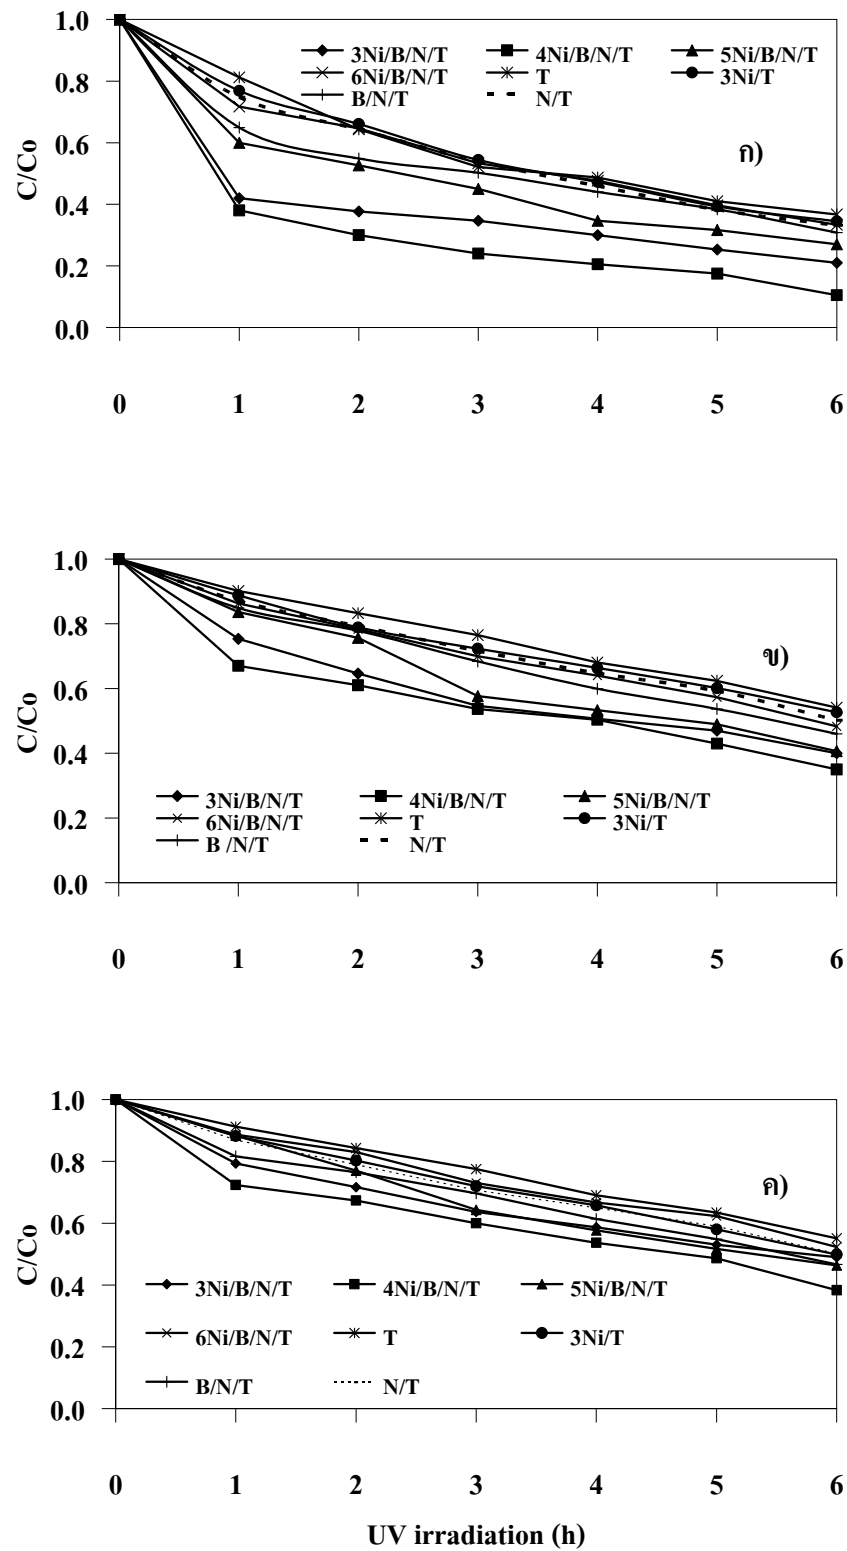 1.0
3Ni/B/N/T 4Ni/B/N/T 5Ni/B/N/T
0.8
6Ni/B/N/T T 3Ni/T
B/N/T N/T
0.6
ก)
C/Co
0.4
0.2
0.0
0 1 2 3 4 5 6
1.0
0.8
ข)
0.6
C/Co
0.4
3Ni/B/N/T 4Ni/B/N/T 5Ni/B/N/T
0.2
6Ni/B/N/T T 3Ni/T
B /N/T N/T
0.0
0 1 2 3 4 5 6
1.0
0.8
ค)
0.6
C/Co
0.4
3Ni/B/N/T 4Ni/B/N/T 5Ni/B/N/T
0.2
6Ni/B/N/T T 3Ni/T
B/N/T N/T
0.0
0 1 2 3 4 5 6
UV irradiation (h)